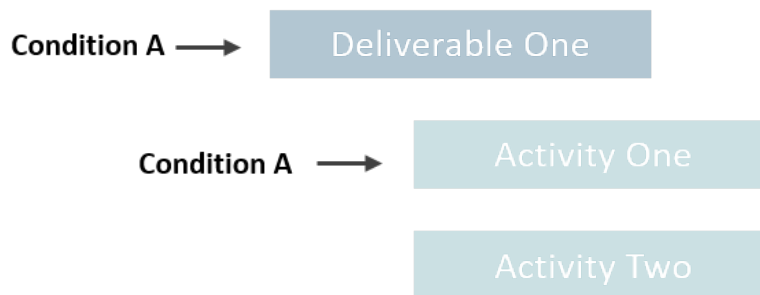 Condition A Deliverable One
Condition A Activity One
Activity Two